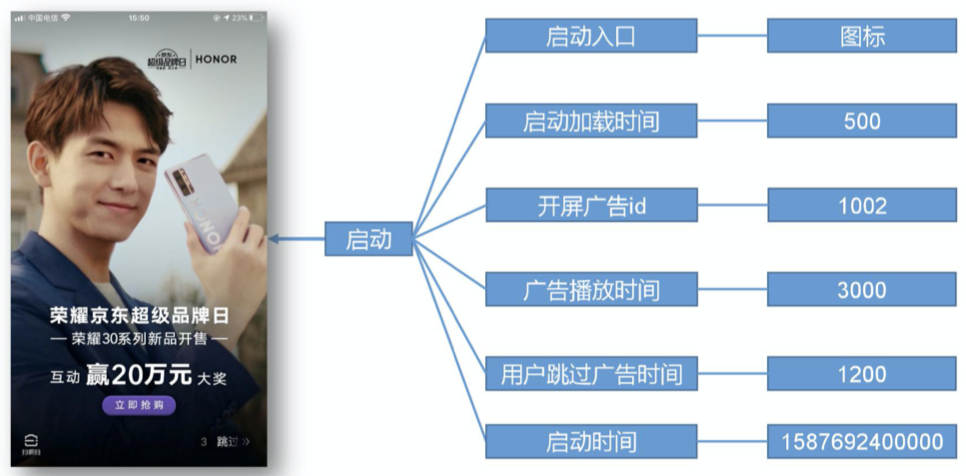 中国电信
15:50
23%
京东
超级品牌日
HONOR
荣耀京东超级品牌日
荣耀30系列新品开售
互动 赢20万元 大奖
立即抢购
3 跳过
HONOR
启动
启动入口 图标
启动加载时间 500
开屏广告id 1002
广告播放时间 3000
用户跳过广告时间 1200
启动时间 1587692400000